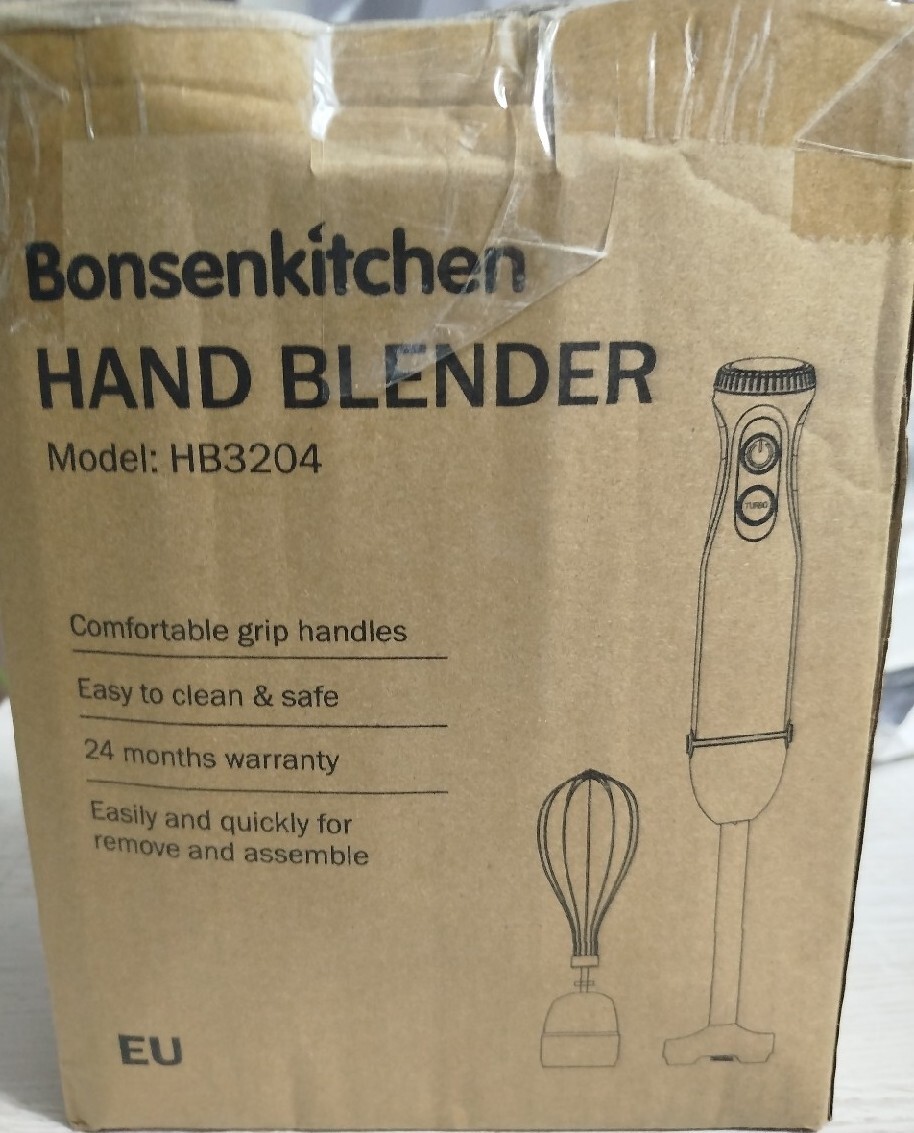 Bonsenkitchen
HAND BLENDER
Model: HB3204
TURBO
Comfortable grip handles
Easy to clean & safe
24 months warranty
Easily and quickly for
remove and assemble
EU